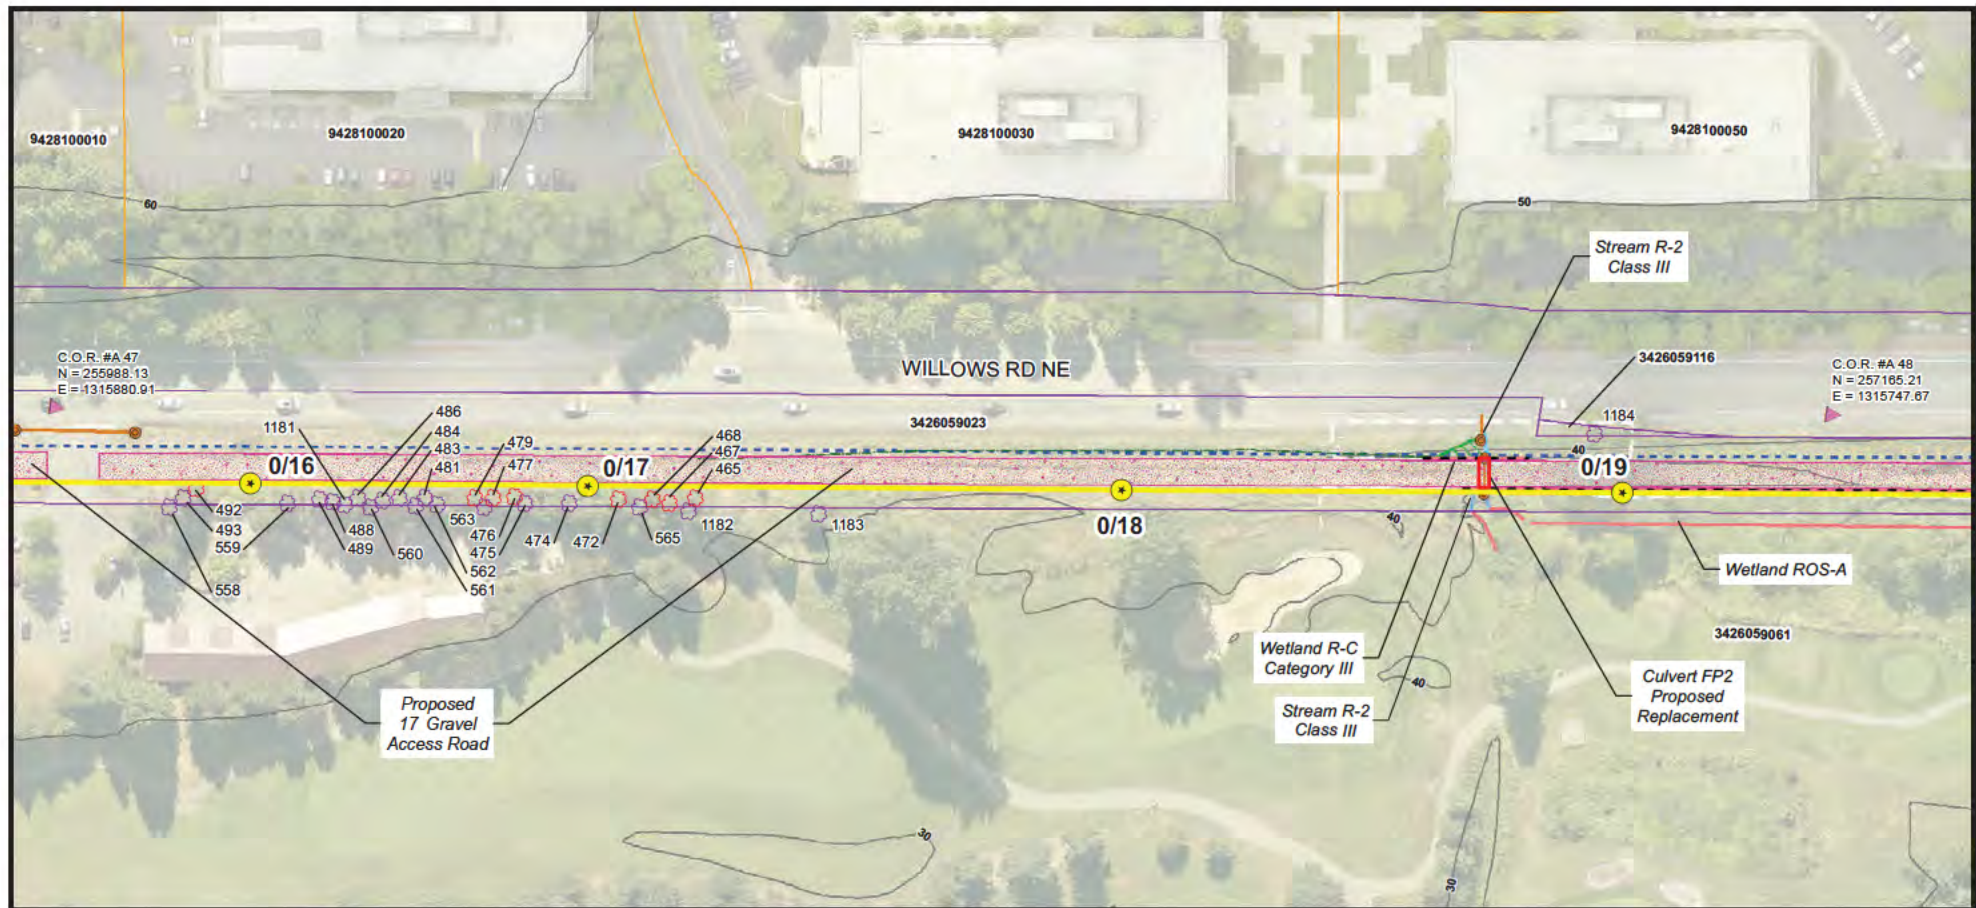 9428100010
9428100020
9428100030
9428100050
60
50
Stream R-2
Class III
C.O.R. #A 47
N = 255988.13
E = 1315880.91
WILLOWS RD NE
3426059116
C.O.R. #A 48
N = 257165.21
E = 1315747.67
3426059023
1184
1181
486
484
483
481
479
477
468
467
465
40
0/16
0/17
0/18
0/19
492
493
559
558
488
489
560
563
476
475
562
561
474
472
565
1182
1183
40
Wetland ROS-A
3426059061
Wetland R-C
Category III
40
Culvert FP2
Proposed
Replacement
Stream R-2
Class III
Proposed
17 Gravel
Access Road
30
30